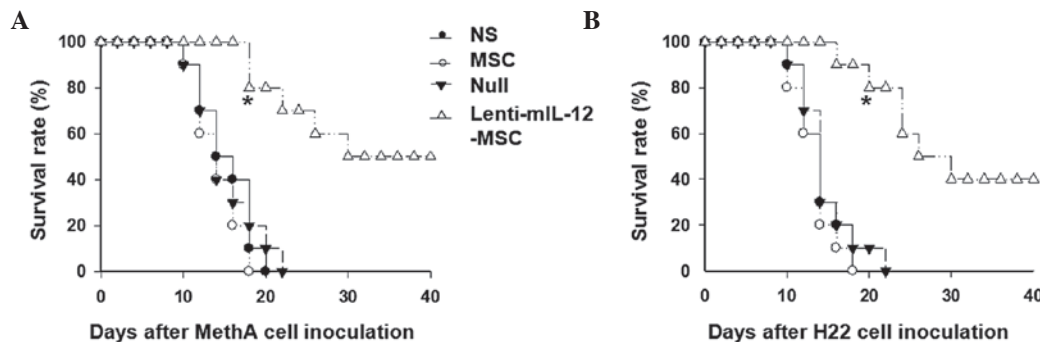 A
100
80
60
40
20
0
Survival rate (%)
0 10 20 30 40
Days after MethA cell inoculation
*
NS
MSC
Null
Lenti-mIL-12
-MSC
B
100
80
60
40
20
0
Survival rate (%)
0 10 20 30 40
Days after H22 cell inoculation
*